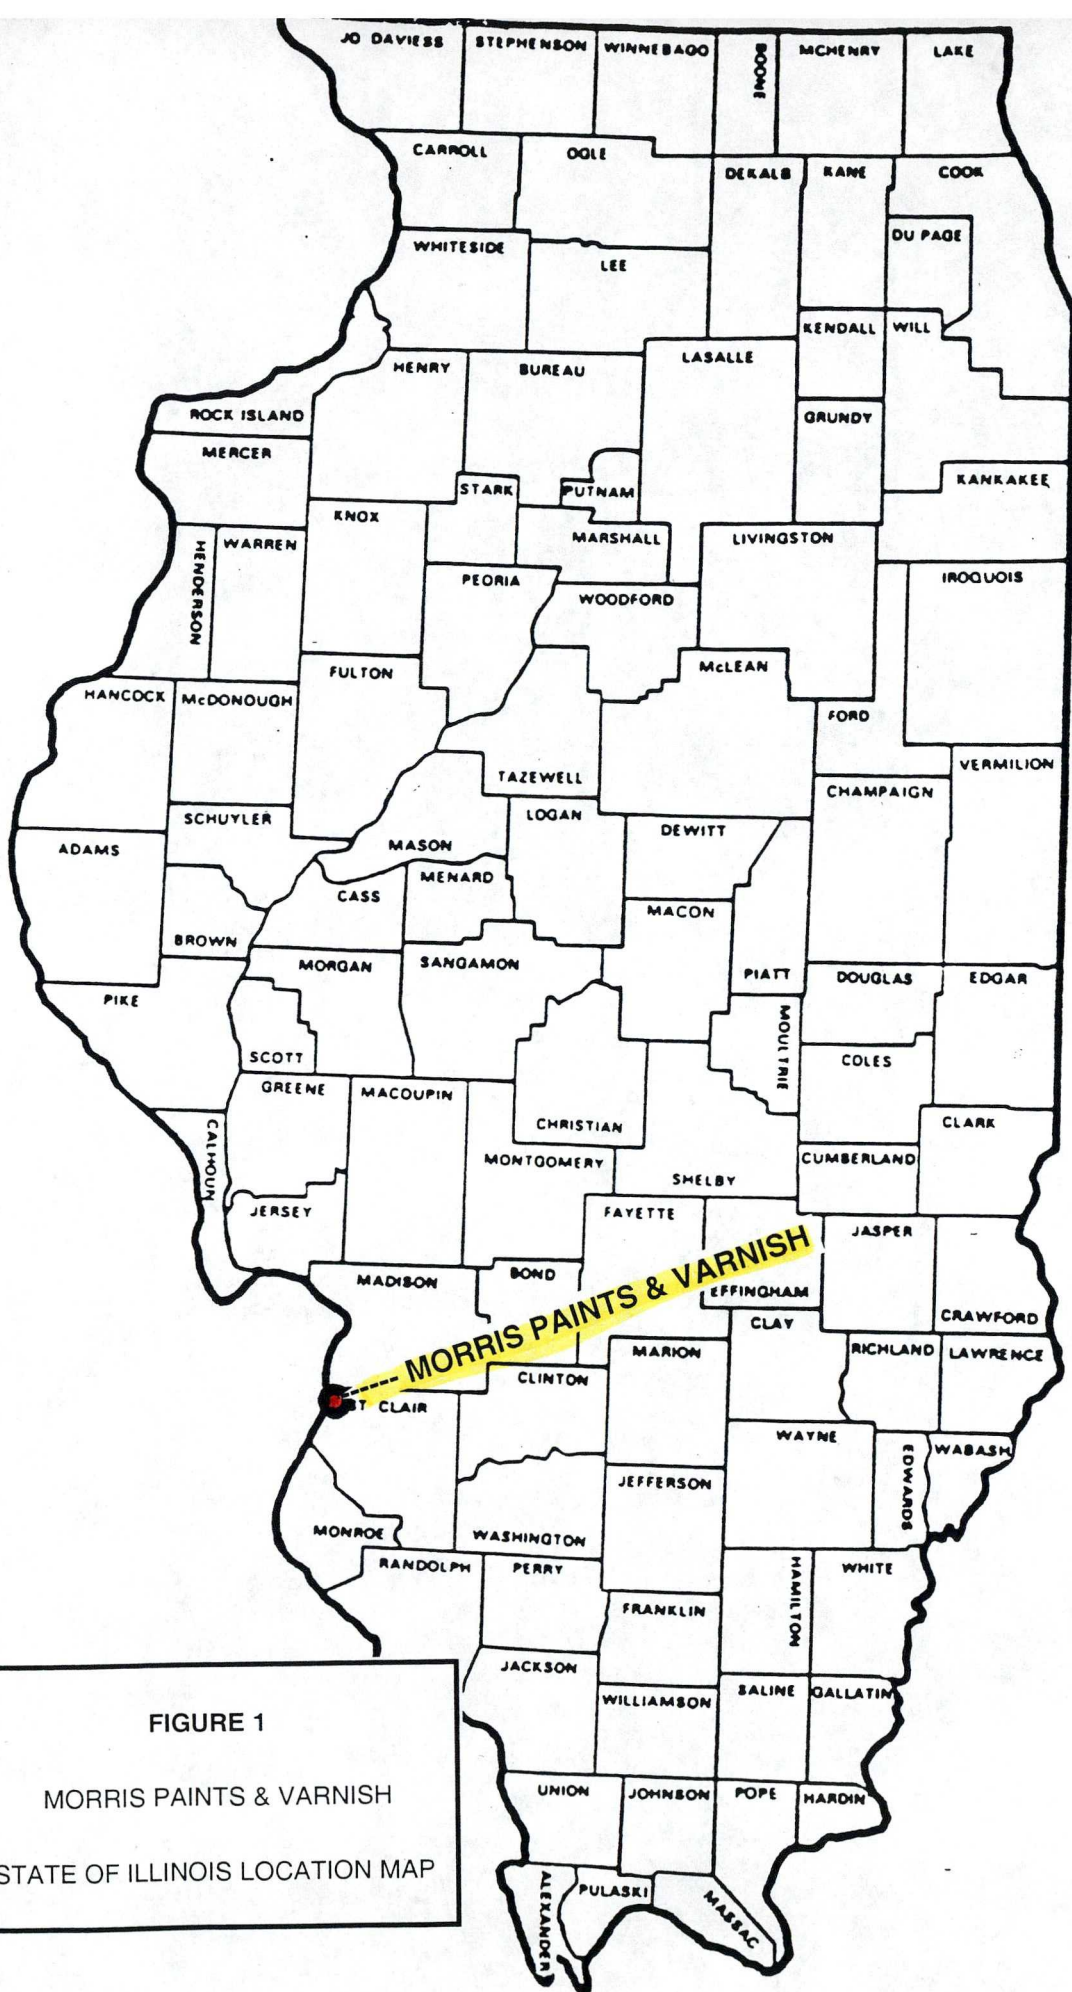 JO DAVIESS
STEPHENSON
WINNEBAGO
BOONE
MCHENRY
LAKE
CARROLL
OGLE
DEKALB
KANE
COOK
DU PAGE
WHITESIDE
LEE
KENDALL
WILL
HENRY
BUREAU
LASALLE
ROCK ISLAND
GRUNDY
MERCER
STARK
PUTNAM
KANKAKEE
KNOX
HENDERSON
WARREN
MARSHALL
LIVINGSTON
PEORIA
WOODFORD
IROQUOIS
FULTON
McLEAN
HANCOCK
McDONOUGH
FORD
TAZEWELL
VERMILION
CHAMPAIGN
SCHUYLER
LOGAN
DEWITT
ADAMS
MASON
MENARD
CASS
MACON
BROWN
MORGAN
SANGAMON
PIATT
DOUGLAS
EDGAR
PIKE
MOULTRIE
SCOTT
COLES
GREENE
MACOUPIN
CHRISTIAN
CLARK
CALHOUN
MONTGOMERY
CUMBERLAND
SHELBY
JERSEY
FAYETTE
JASPER
MADISON
BOND
MORRIS PAINTS & VARNISH
EFFINGHAM
CRAWFORD
CLAY
MARION
RICHLAND
LAWRENCE
CLINTON
ST CLAIR
WAYNE
EDWARDS
WABASH
JEFFERSON
MONROE
WASHINGTON
RANDOLPH
PERRY
HAMILTON
WHITE
FRANKLIN
JACKSON
WILLIAMSON
SALINE
GALLATIN
UNION
JOHNSON
POPE
HARDIN
ALEXANDER
PULASKI
MASSAC
FIGURE 1
MORRIS PAINTS & VARNISH
STATE OF ILLINOIS LOCATION MAP